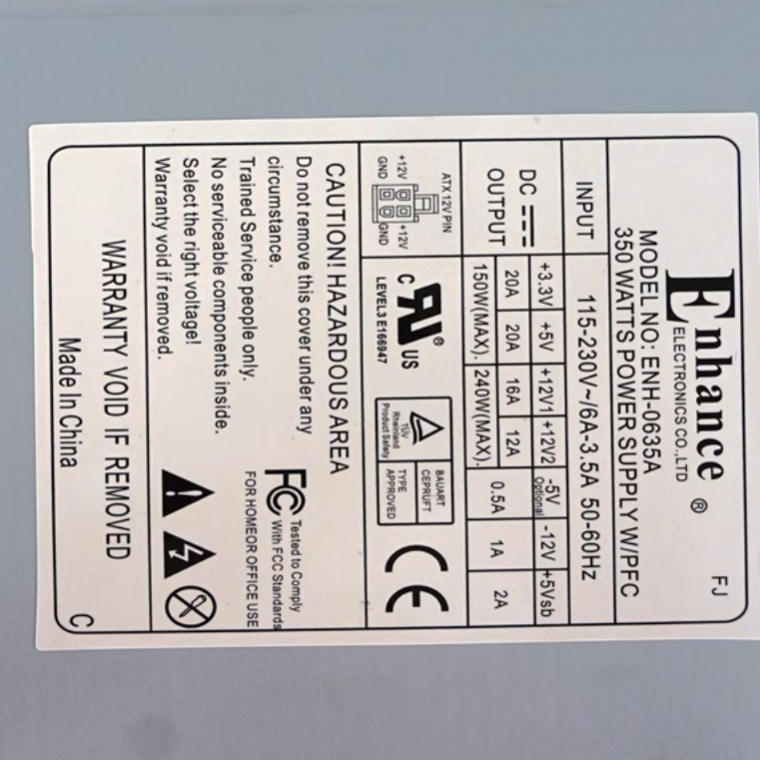 FJ
Enhance ®
ELECTRONICS CO.,LTD
MODEL NO: ENH-0635A
350 WATTS POWER SUPPLY W/PFC
INPUT 115-230V~/6A-3.5A 50-60Hz
DC OUTPUT
+3.3V +5V +12V1 +12V2 -5V Optional -12V +5Vsb
20A 20A 16A 12A 0.5A 1A 2A
150W(MAX). 240W(MAX).
ATX 12V PIN
+12V +12V
GND GND
C RU® US
LEVEL3 E166947
TÜV
Rheinland
Product Safety
BAUART
CEPRUFT
TYPE
APPROVED
CE
CAUTION! HAZARDOUS AREA
Do not remove this cover under any
circumstance.
Trained Service people only.
No serviceable components inside.
Select the right voltage!
Warranty void if removed.
FC Tested to Comply
With FCC Standards
FOR HOMEOR OFFICE USE
WARRANTY VOID IF REMOVED
Made In China
C